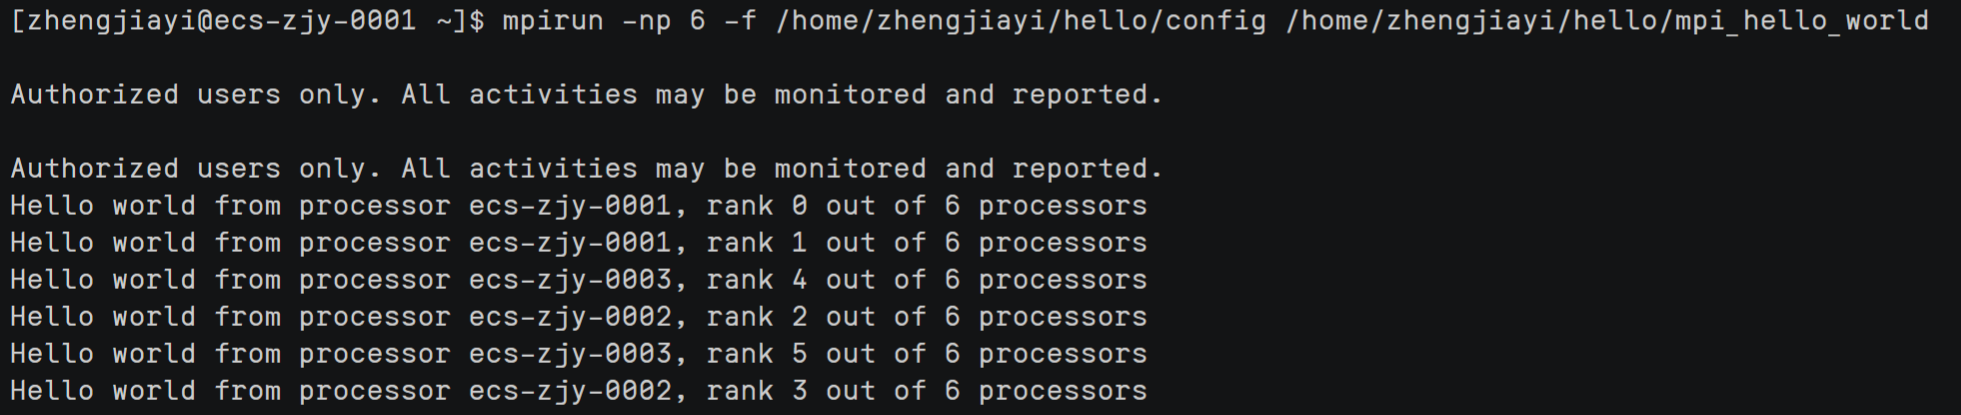 [zhengjiayi@ecs-zjy-0001 ~]$ mpirun -np 6 -f /home/zhengjiayi/hello/config /home/zhengjiayi/hello/mpi_hello_world
Authorized users only. All activities may be monitored and reported.
Authorized users only. All activities may be monitored and reported.
Hello world from processor ecs-zjy-0001, rank 0 out of 6 processors
Hello world from processor ecs-zjy-0001, rank 1 out of 6 processors
Hello world from processor ecs-zjy-0003, rank 4 out of 6 processors
Hello world from processor ecs-zjy-0002, rank 2 out of 6 processors
Hello world from processor ecs-zjy-0003, rank 5 out of 6 processors
Hello world from processor ecs-zjy-0002, rank 3 out of 6 processors